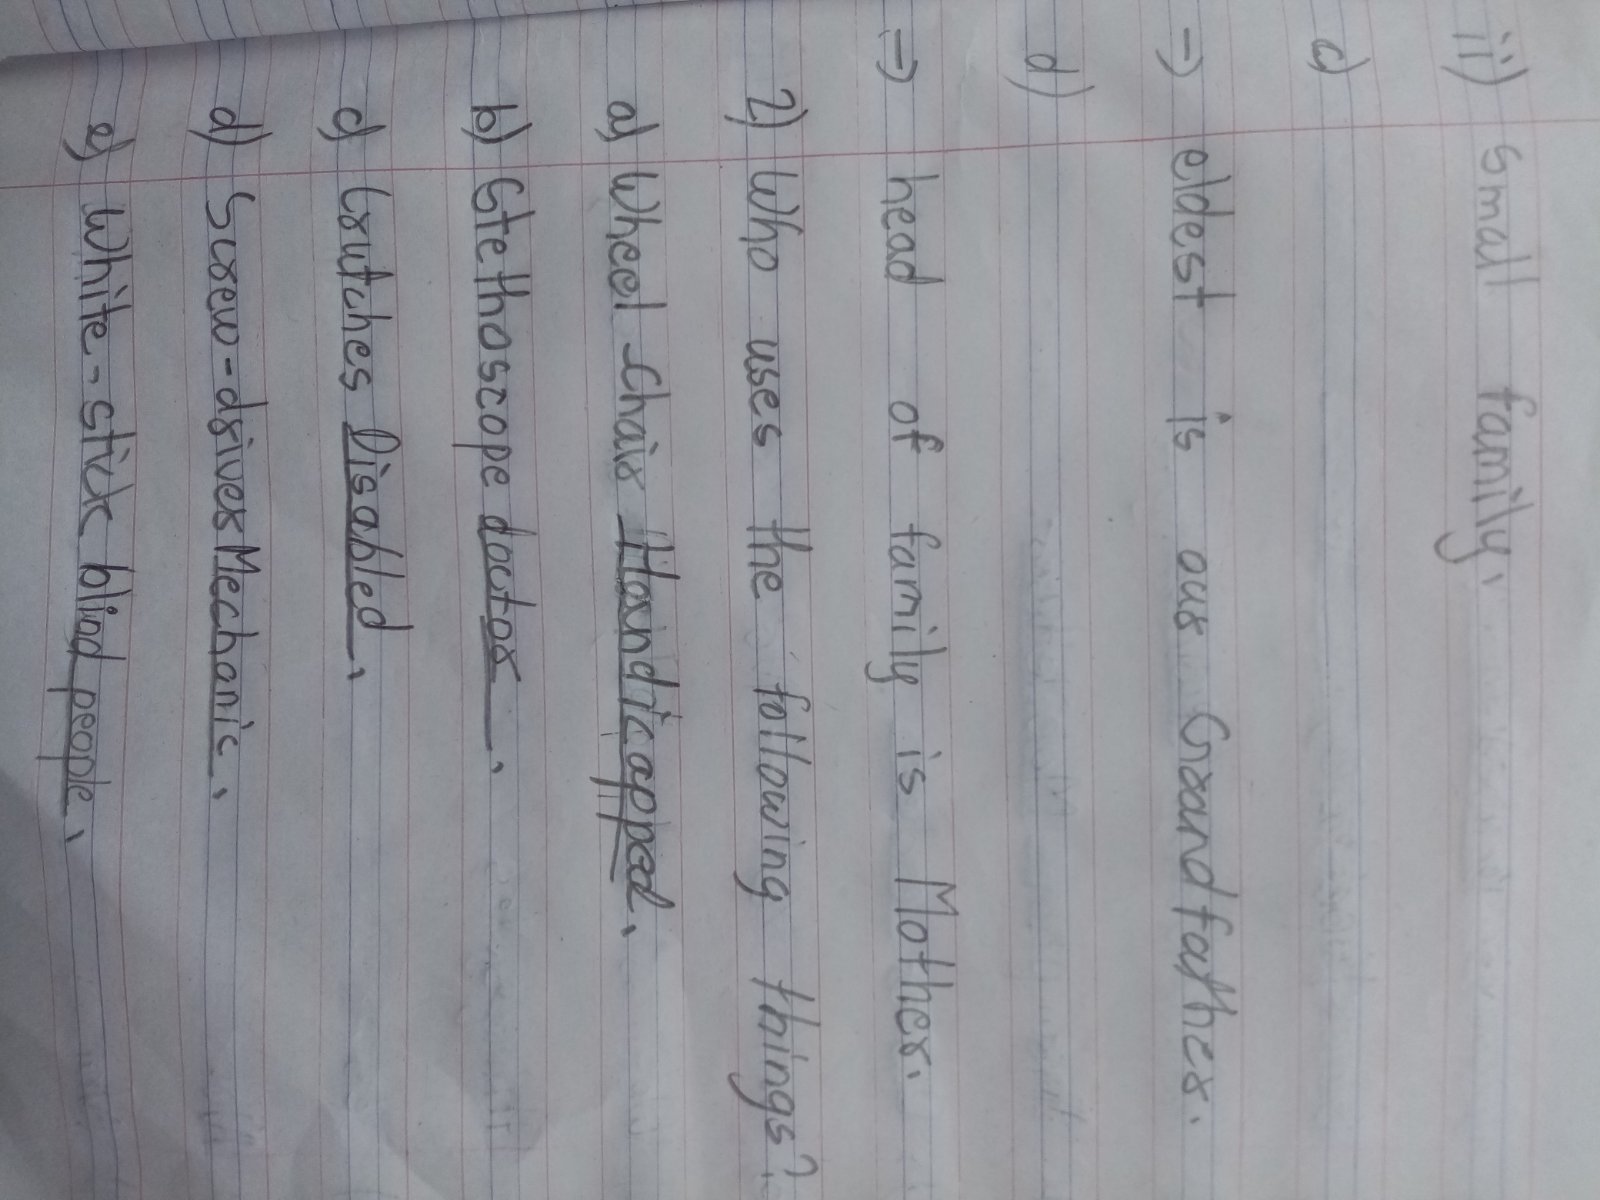 ii) small family.
c)
⇒ eldest is our Grandfather.
d)
⇒ head of family is Mother.
2) Who uses the following things?
a) Wheel chair Handicapped.
b) Stethoscope doctor.
c) Crutches Disabled.
d) Screw-driver Mechanic.
e) White-stick blind people.